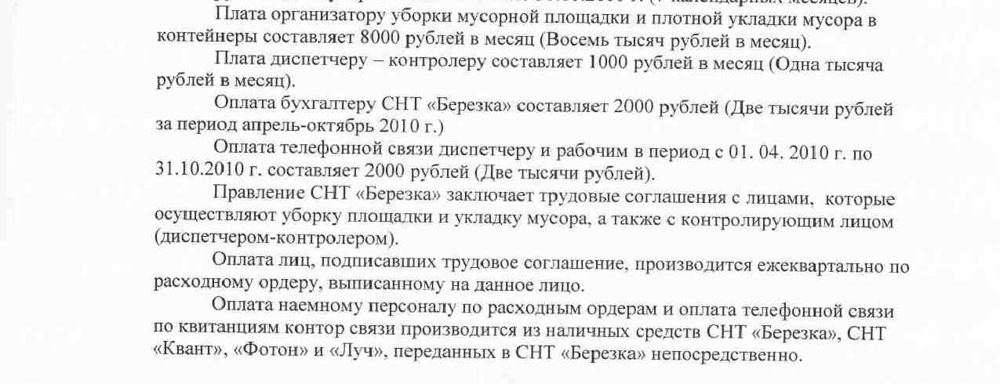 Плата организатору уборки мусорной площадки и плотной укладки мусора в
контейнеры составляет 8000 рублей в месяц (Восемь тысяч рублей в месяц).
Плата диспетчеру – контролеру составляет 1000 рублей в месяц (Одна тысяча
рублей в месяц).
Оплата бухгалтеру СНТ «Березка» составляет 2000 рублей (Две тысячи рублей
за период апрель-октябрь 2010 г.)
Оплата телефонной связи диспетчеру и рабочим в период с 01. 04. 2010 г. по
31.10.2010 г. составляет 2000 рублей (Две тысячи рублей).
Правление СНТ «Березка» заключает трудовые соглашения с лицами, которые
осуществляют уборку площадки и укладку мусора, а также с контролирующим лицом
(диспетчером-контролером).
Оплата лиц, подписавших трудовое соглашение, производится ежеквартально по
расходному ордеру, выписанному на данное лицо.
Оплата наемному персоналу по расходным ордерам и оплата телефонной связи
по квитанциям контор связи производится из наличных средств СНТ «Березка», СНТ
«Квант», «Фотон» и «Луч», переданных в СНТ «Березка» непосредственно.